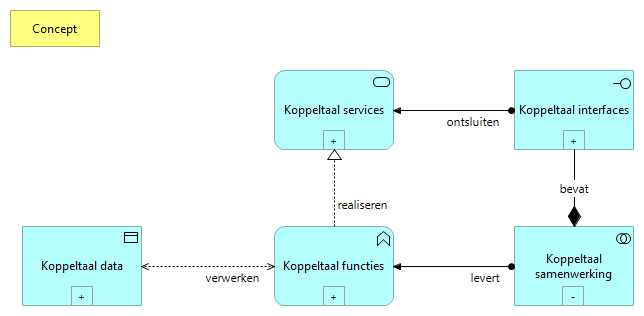 Concept
Koppeltaal services
+
ontsluiten
Koppeltaal interfaces
+
realiseren
bevat
Koppeltaal data
+
verwerken
Koppeltaal functies
+
levert
Koppeltaal
samenwerking
-